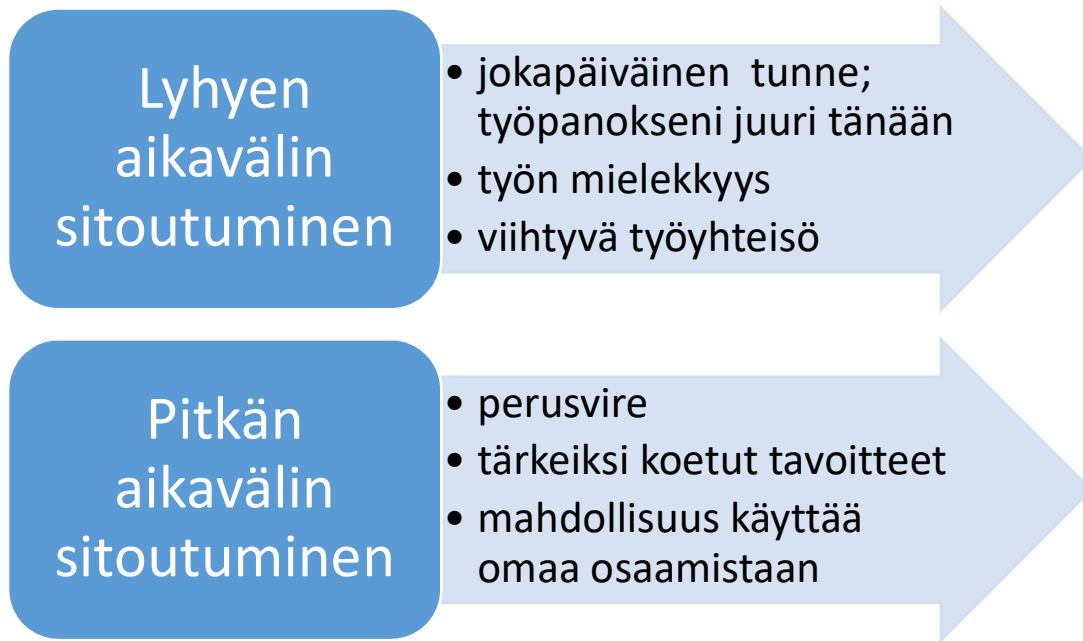 Lyhyen
aikavälin
sitoutuminen
• jokapäiväinen tunne;
työpanokseni juuri tänään
• työn mielekkyys
• viihtyvä työyhteisö
Pitkän
aikavälin
sitoutuminen
• perusvire
• tärkeiksi koetut tavoitteet
• mahdollisuus käyttää
omaa osaamistaan